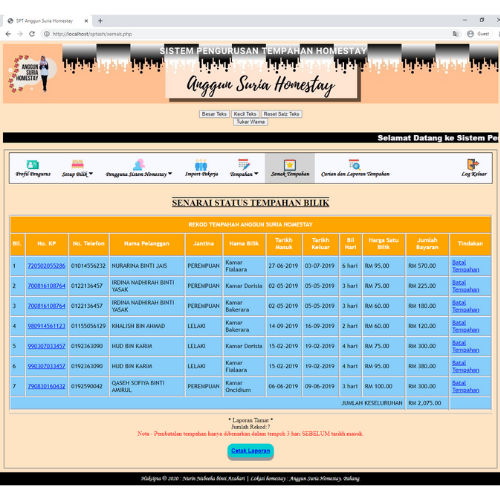 SPT Anggun Suria Homestay
http://localhost/sptash/semak.php
Guest
SISTEM PENGURUSAN TEMPAHAN HOMESTAY
ANGGUN
SURIA
HOMESTAY
Anggun Suria Homestay
Besar Teks Kecil Teks Reset Saiz Teks
Tukar Warna
Selamat Datang ke Sistem Pe
Profil Pengurus Setup Bilik Pengguna Sistem Homestay Import Pekerja Tempahan Semak Tempahan Carian dan Laporan Tempahan Log Keluar
SENARAI STATUS TEMPAHAN BILIK
REKOD TEMPAHAN ANGGUN SURIA HOMESTAY
Bil. No. KP No. Telefon Nama Pelanggan Jantina Nama Bilik Tarikh Masuk Tarikh Keluar Bil Hari Harga Satu Bilik Jumlah Bayaran Tindakan
1 720502055286 01014556232 NURARINA BINTI JAIS PEREMPUAN Kamar Fialaara 27-06-2019 03-07-2019 6 hari RM 95.00 RM 570.00 Batal Tempahan
2 700816108764 0122136457 IRDINA NADHIRAH BINTI YASAK PEREMPUAN Kamar Dorisia 02-05-2019 05-05-2019 3 hari RM 75.00 RM 225.00 Batal Tempahan
3 700816108764 0122136457 IRDINA NADHIRAH BINTI YASAK PEREMPUAN Kamar Bakerara 02-05-2019 05-05-2019 3 hari RM 60.00 RM 180.00 Batal Tempahan
4 980914561123 01155056129 KHALISH BIN AHMAD LELAKI Kamar Bakerara 14-09-2019 16-09-2019 2 hari RM 60.00 RM 120.00 Batal Tempahan
5 990307033457 0192363090 HUD BIN KARIM LELAKI Kamar Dorisia 15-02-2019 19-02-2019 4 hari RM 75.00 RM 300.00 Batal Tempahan
6 990307033457 0192363090 HUD BIN KARIM LELAKI Kamar Fialaara 15-02-2019 19-02-2019 4 hari RM 95.00 RM 380.00 Batal Tempahan
7 790830160432 0192590042 QASEH SOFIYA BINTI AMIRUL PEREMPUAN Kamar Oncidium 06-06-2019 09-06-2019 3 hari RM 100.00 RM 300.00 Batal Tempahan
JUMLAH KESELURUHAN RM 2,075.00
* Laporan Tamat *
Jumlah Rekod:7
Nota - Pembatalan tempahan hanya dibenarkan dalam tempoh 3 hari SEBELUM tarikh masuk.
Cetak Laporan
Hakcipta © 2020 : Nurin Nabeeha Binti Azahari | Lokasi homestay : Anggun Suria Homestay, Pahang